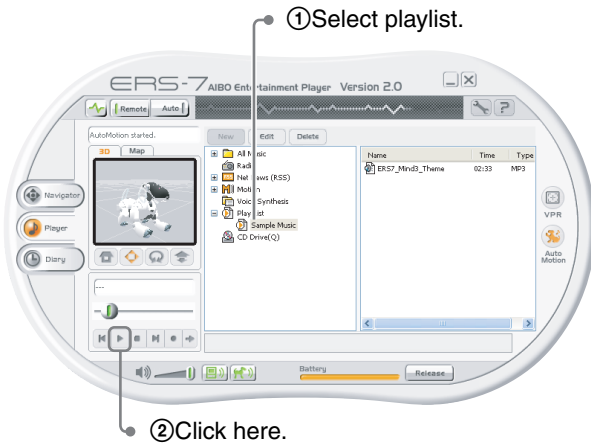 ①Select playlist.
ERS-7 AIBO Entertainment Player Version 2.0
Remote Auto
AutoMotion started.
3D Map
New Edit Delete
All Music
Radio
Net News (RSS)
Motion
Voice Synthesis
Play List
Sample Music
CD Drive(Q)
Name Time Type
ERS7_Mind3_Theme 02:33 MP3
Navigator
Player
Diary
VPR
Auto
Motion
---
Battery
Release
②Click here.